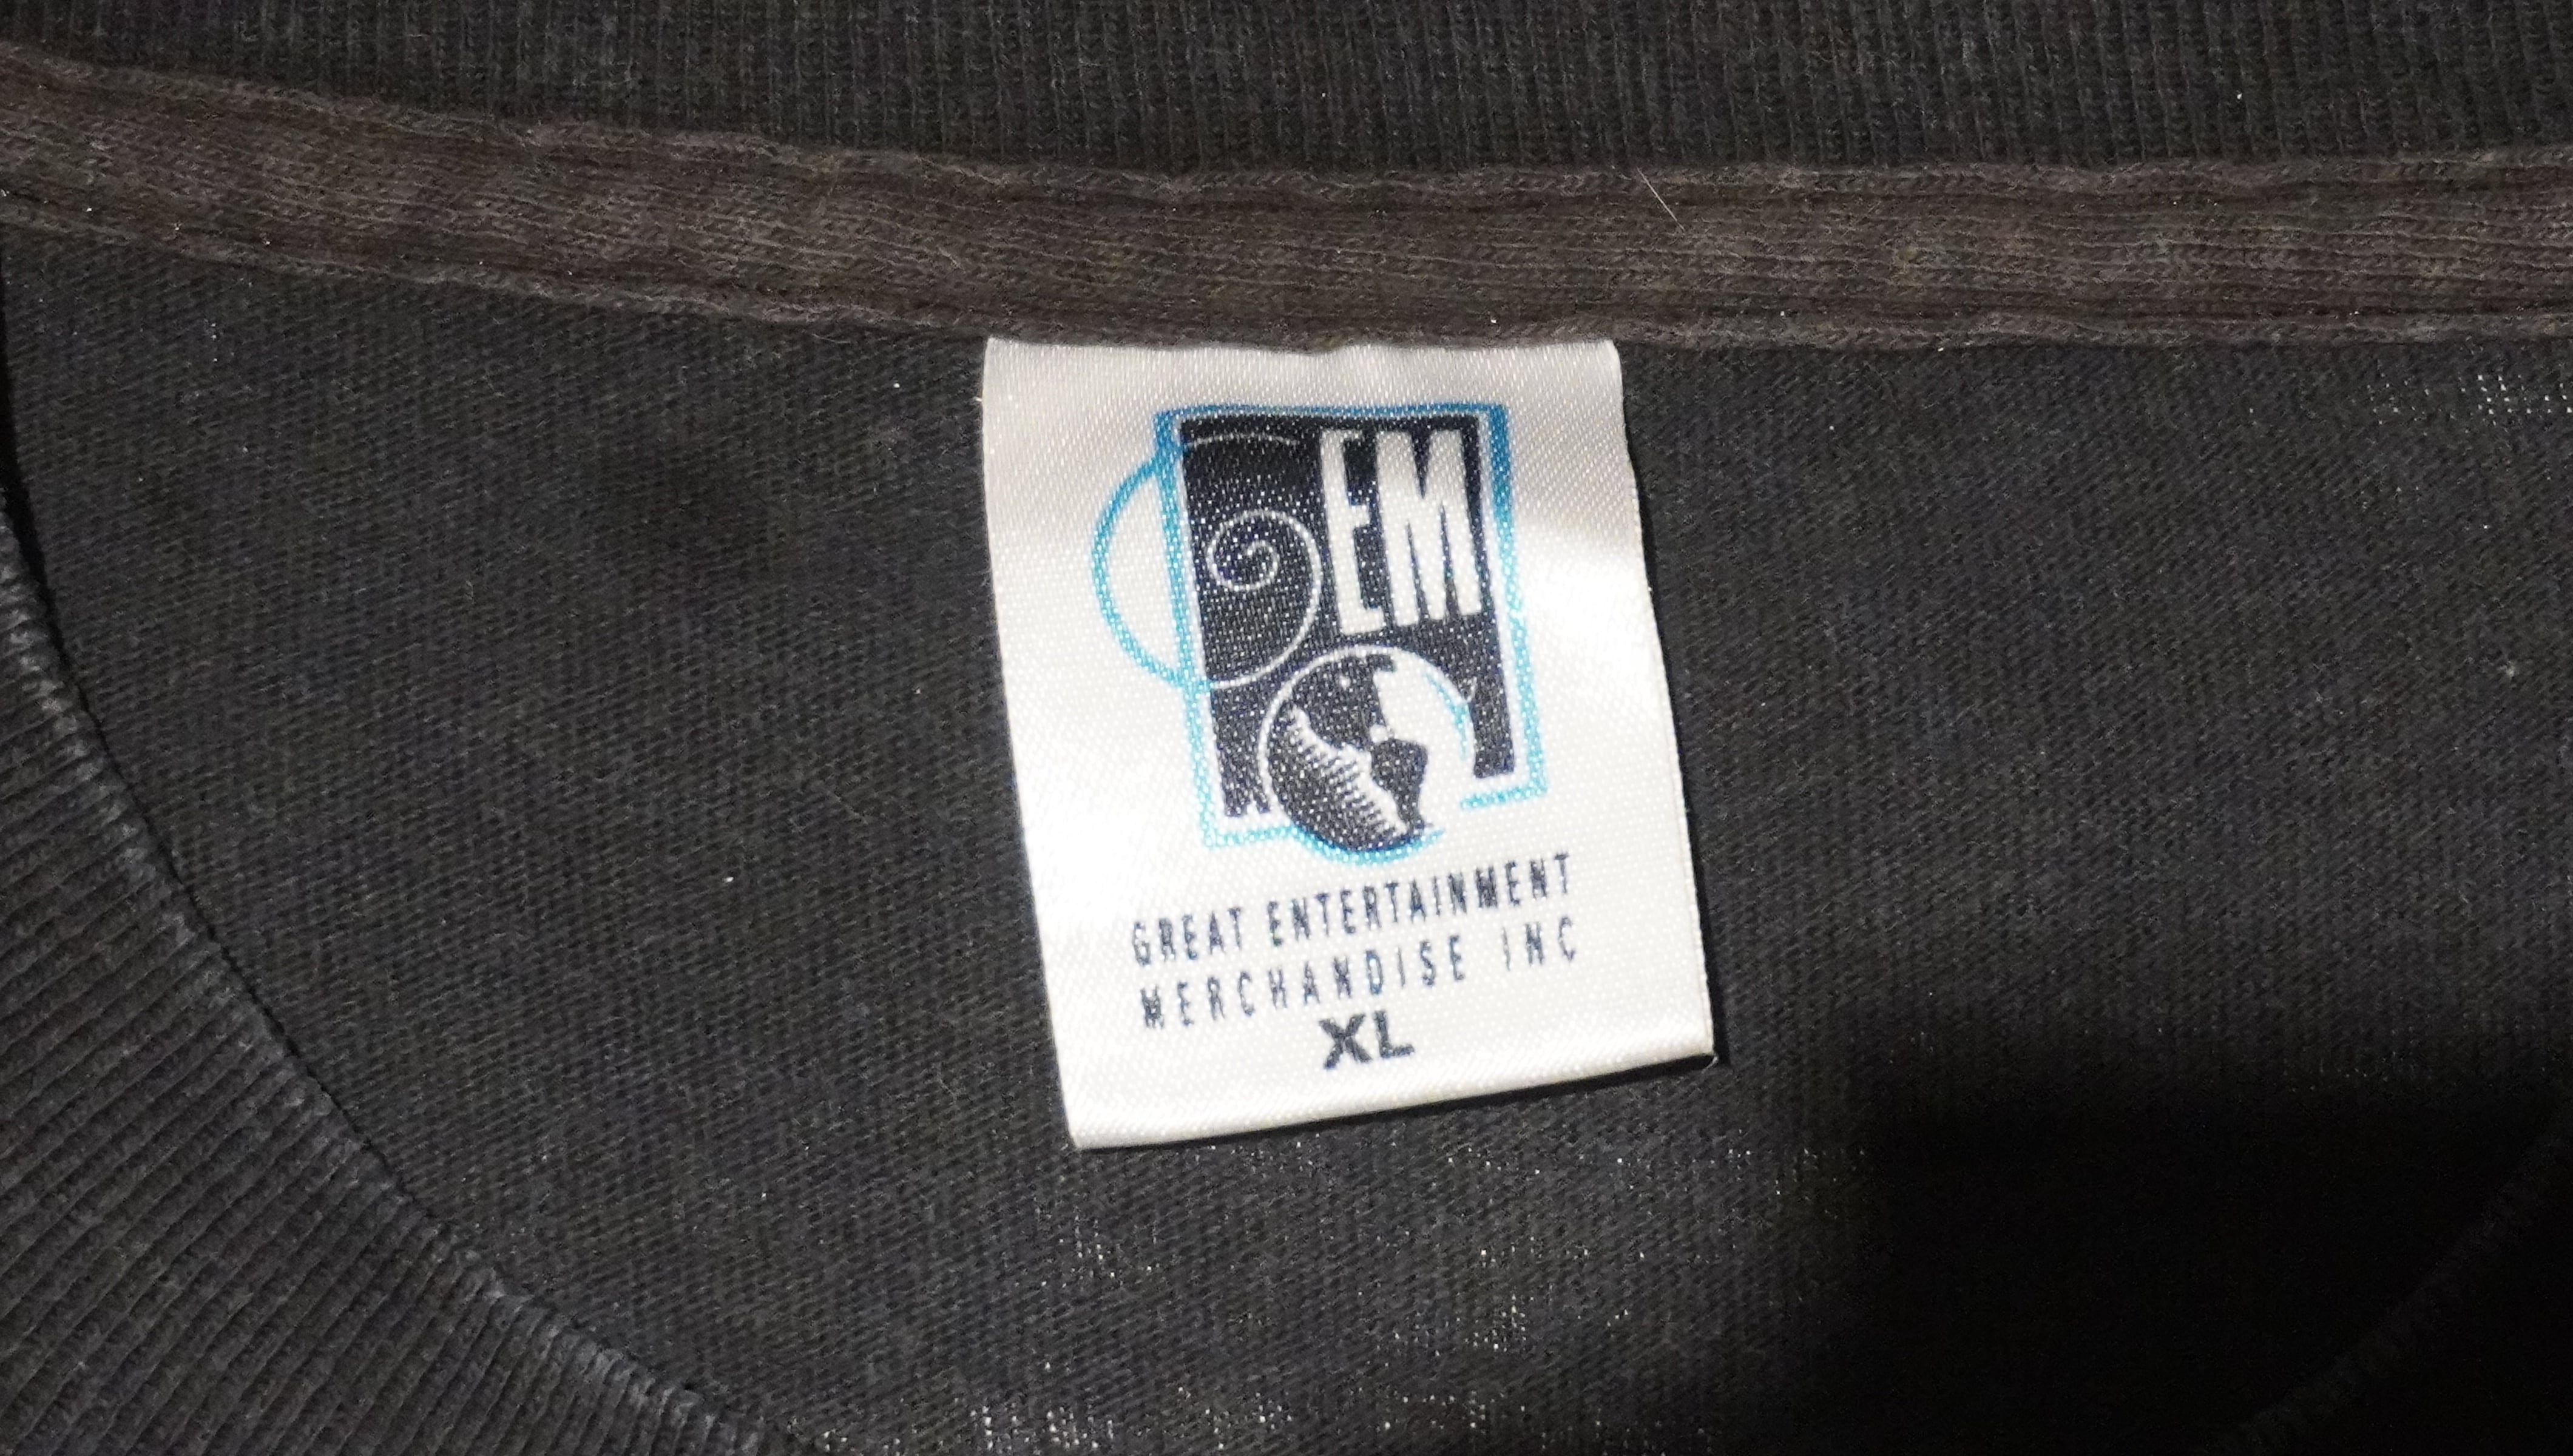 GEM
GREAT ENTERTAINMENT
MERCHANDISE INC
XL